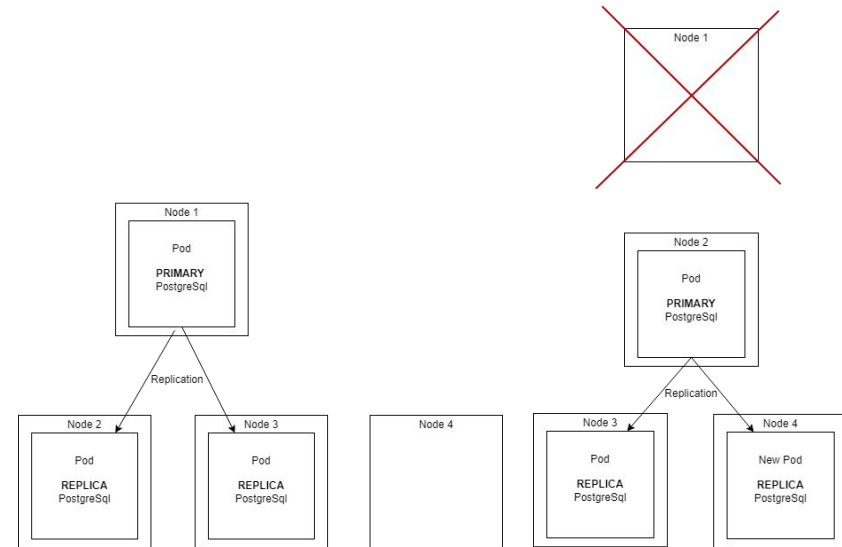 Node 1
Node 1
Pod
PRIMARY
PostgreSql
Replication
Node 2
Pod
REPLICA
PostgreSql
Node 3
Pod
REPLICA
PostgreSql
Node 4
Node 2
Pod
PRIMARY
PostgreSql
Replication
Node 3
Pod
REPLICA
PostgreSql
Node 4
New Pod
REPLICA
PostgreSql